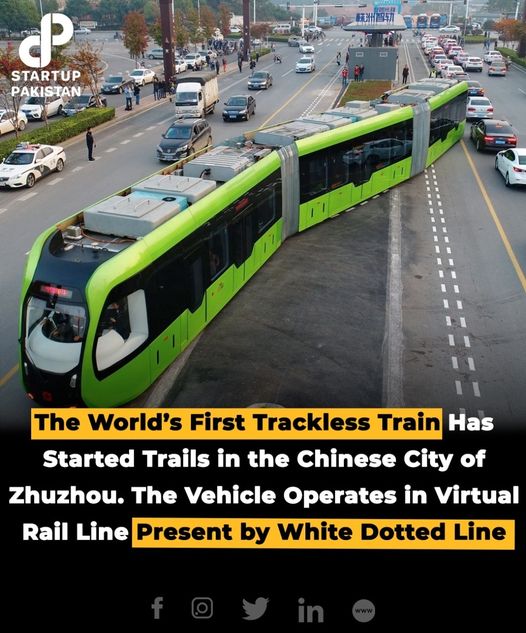 STARTUP
PAKISTAN
The World's First Trackless Train Has
Started Trails in the Chinese City of
Zhuzhou. The Vehicle Operates in Virtual
Rail Line Present by White Dotted Line
www